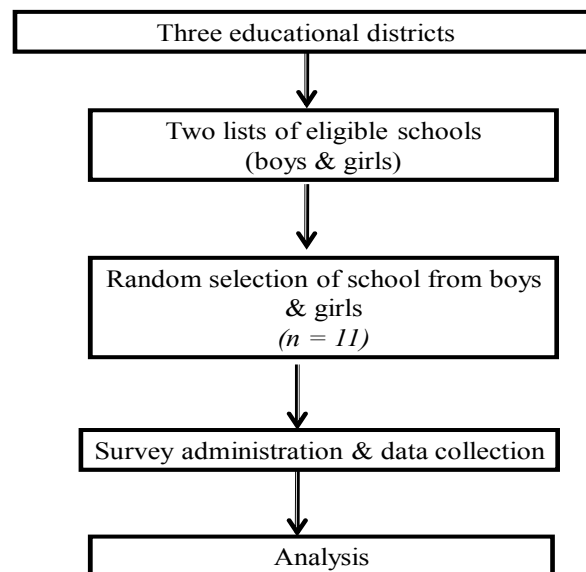 Three educational districts
Two lists of eligible schools
(boys & girls)
Random selection of school from boys
& girls
(n = 11)
Survey administration & data collection
Analysis